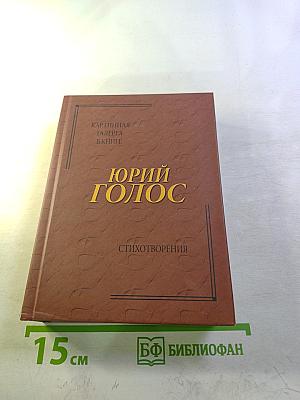 КАРТИННАЯ
ГАЛЕРЕЯ
В КНИГЕ
ЮРИЙ
ГОЛОС
СТИХОТВОРЕНИЯ
15 см
БФ БИБЛИОФАН